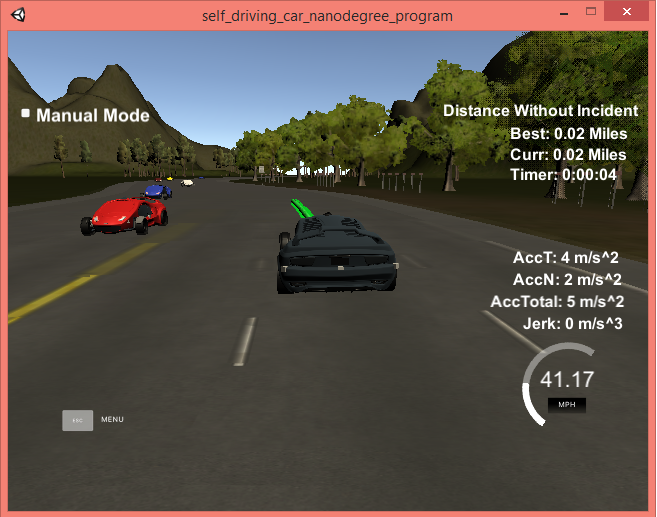 self_driving_car_nanodegree_program
Manual Mode
Distance Without Incident
Best: 0.02 Miles
Curr: 0.02 Miles
Timer: 0:00:04
AccT: 4 m/s^2
AccN: 2 m/s^2
AccTotal: 5 m/s^2
Jerk: 0 m/s^3
41.17
MPH
ESC MENU